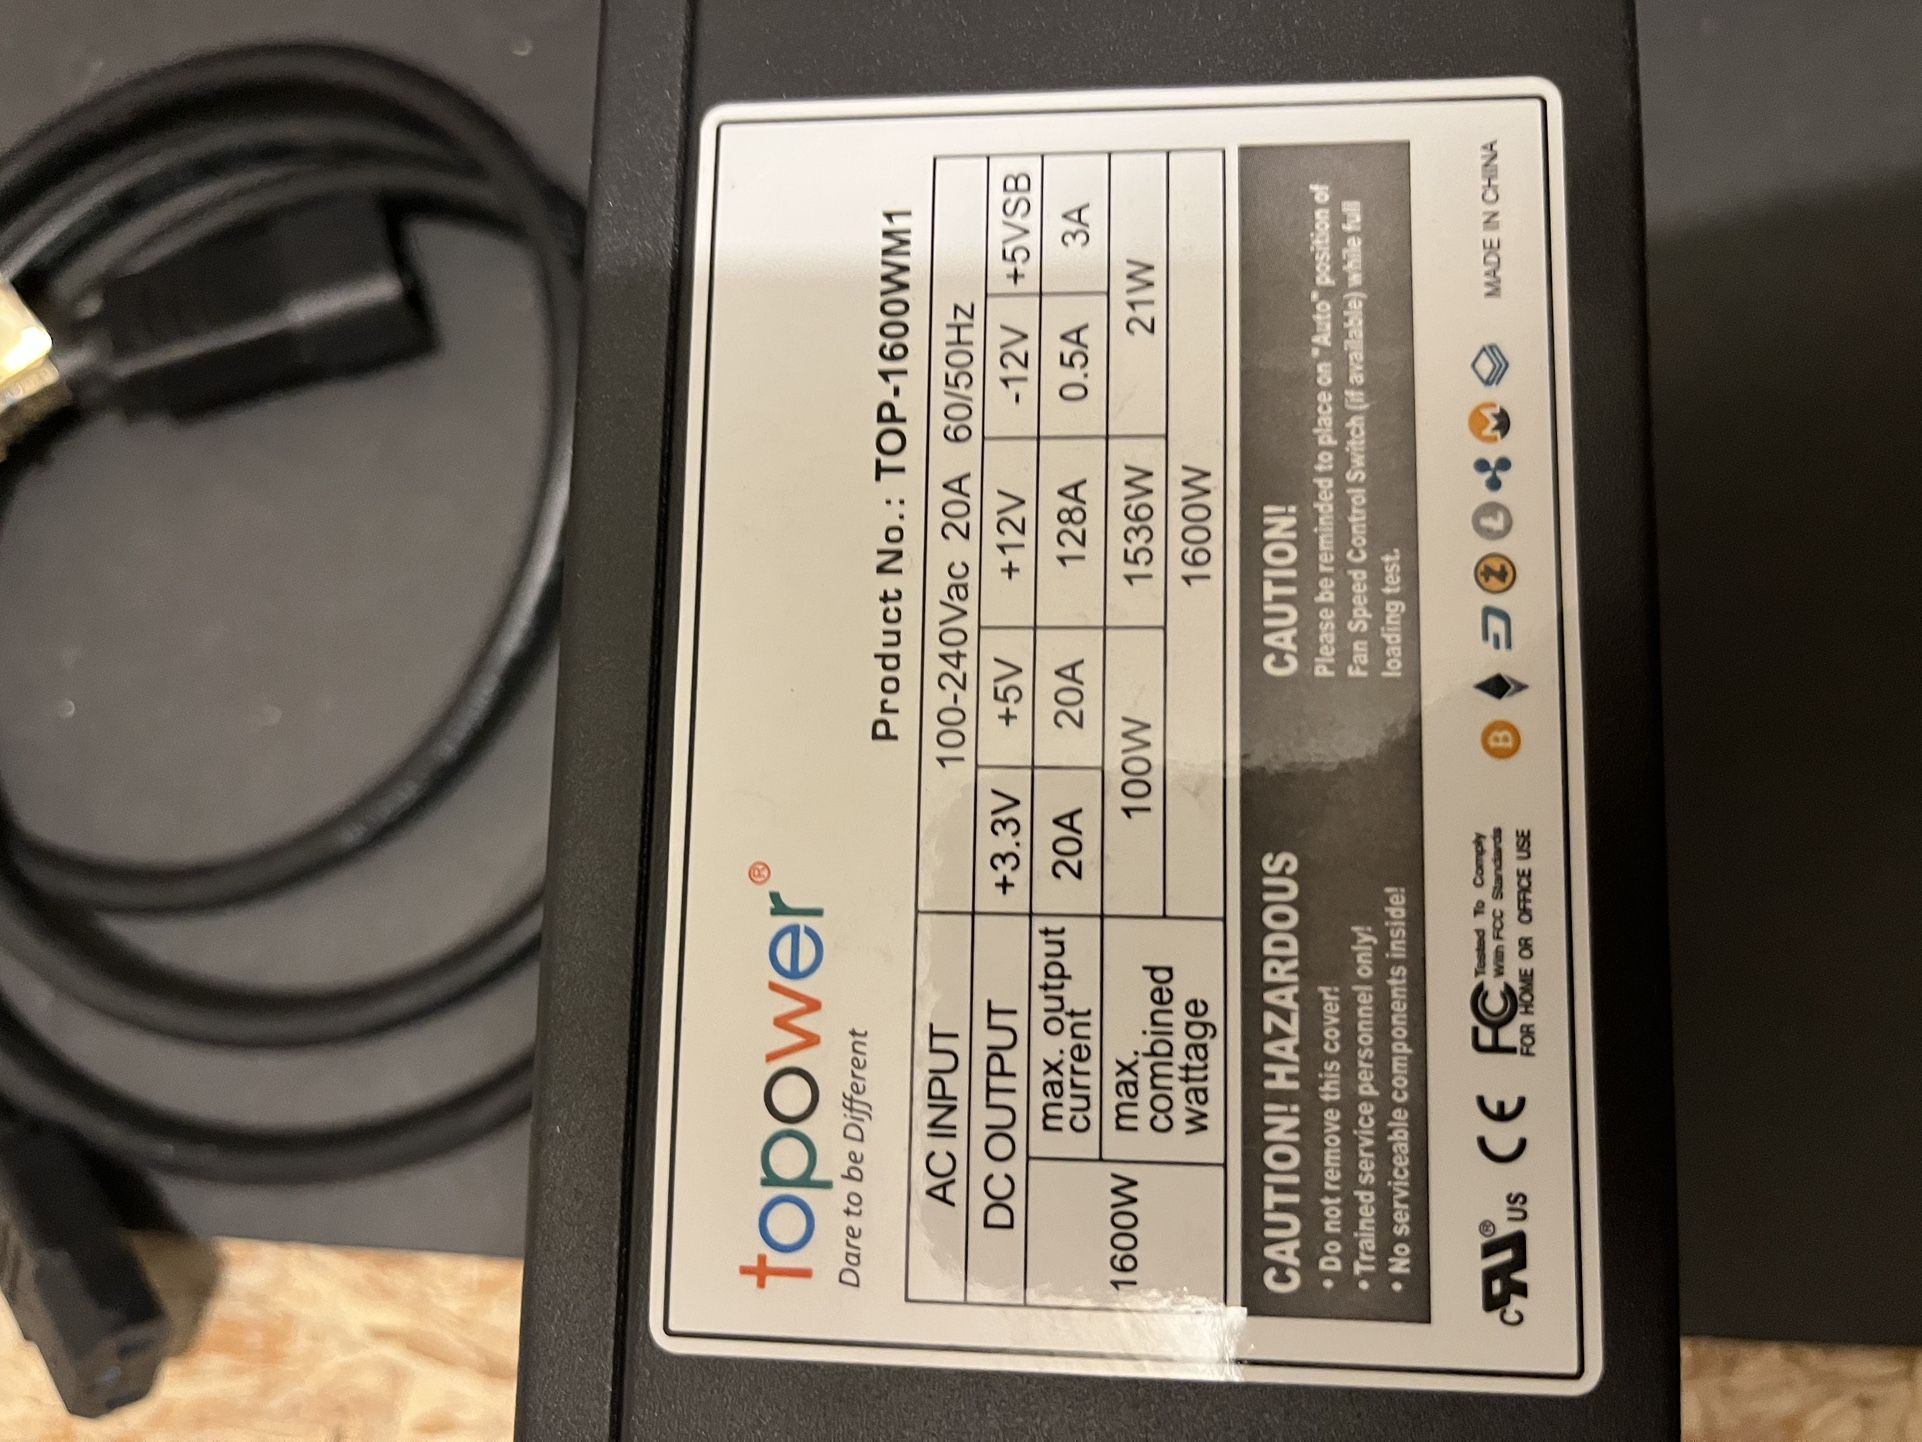 topower®
Dare to be Different
Product No.: TOP-1600WM1
AC INPUT 100-240Vac 20A 60/50Hz
DC OUTPUT +3.3V +5V +12V -12V +5VSB
1600W
max. output
current
20A 20A 128A 0.5A 3A
max.
combined
wattage
100W 1536W 21W
1600W
CAUTION! HAZARDOUS
• Do not remove this cover!
• Trained service personnel only!
• No serviceable components inside!
CAUTION!
Please be reminded to place on "Auto" position of
Fan Speed Control Switch (if available) while full
loading test.
c RU® US
CE
FC Tested To Comply
With FCC Standards
FOR HOME OR OFFICE USE
MADE IN CHINA